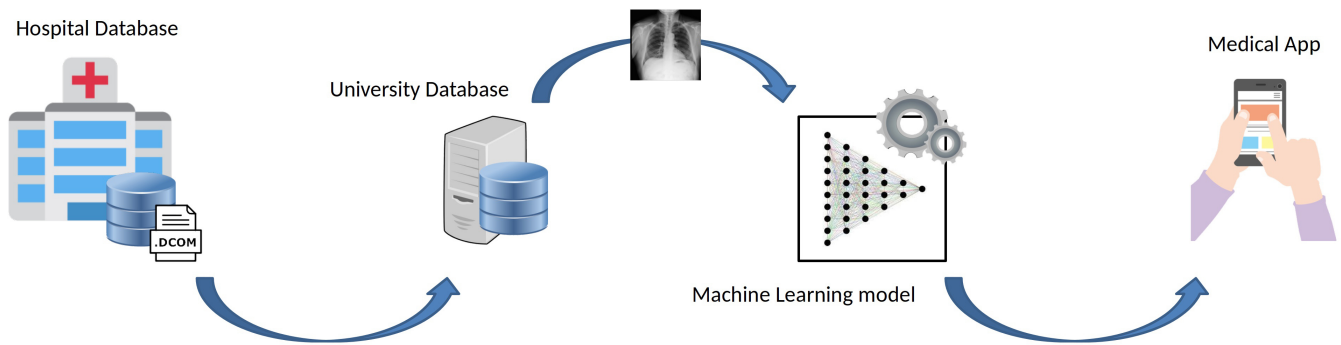 Hospital Database
University Database
Medical App
.DCOM
Machine Learning model